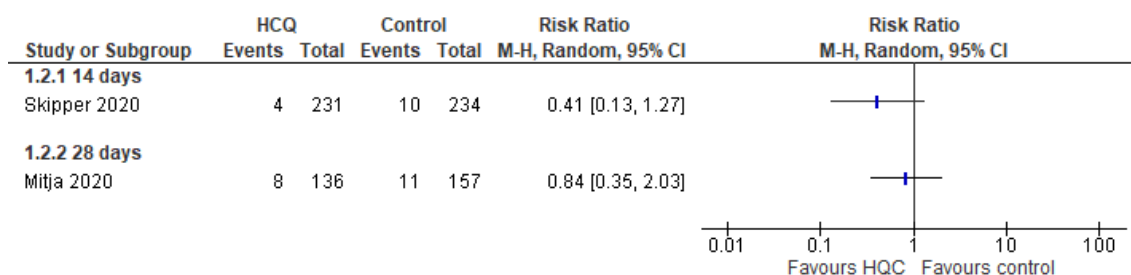 HCQ Control Risk Ratio Risk Ratio
Study or Subgroup Events Total Events Total M-H, Random, 95% CI M-H, Random, 95% CI
1.2.1 14 days
Skipper 2020 4 231 10 234 0.41 [0.13, 1.27]
1.2.2 28 days
Mitja 2020 8 136 11 157 0.84 [0.35, 2.03]
0.01 0.1 1 10 100
Favours HQC Favours control